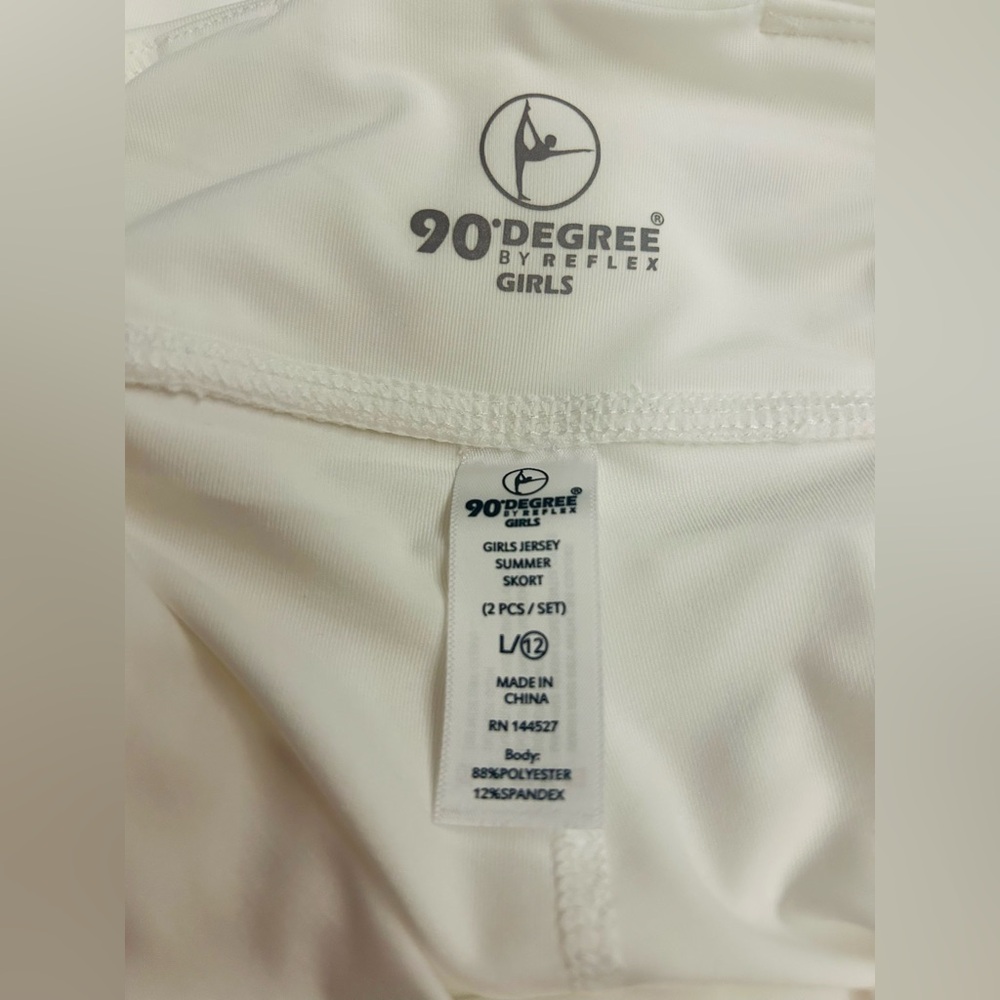 90°DEGREE®
BY REFLEX
GIRLS
90°DEGREE®
BY REFLEX
GIRLS
GIRLS JERSEY
SUMMER
SKORT
(2 PCS / SET)
L/12
MADE IN
CHINA
RN 144527
Body:
88%POLYESTER
12%SPANDEX